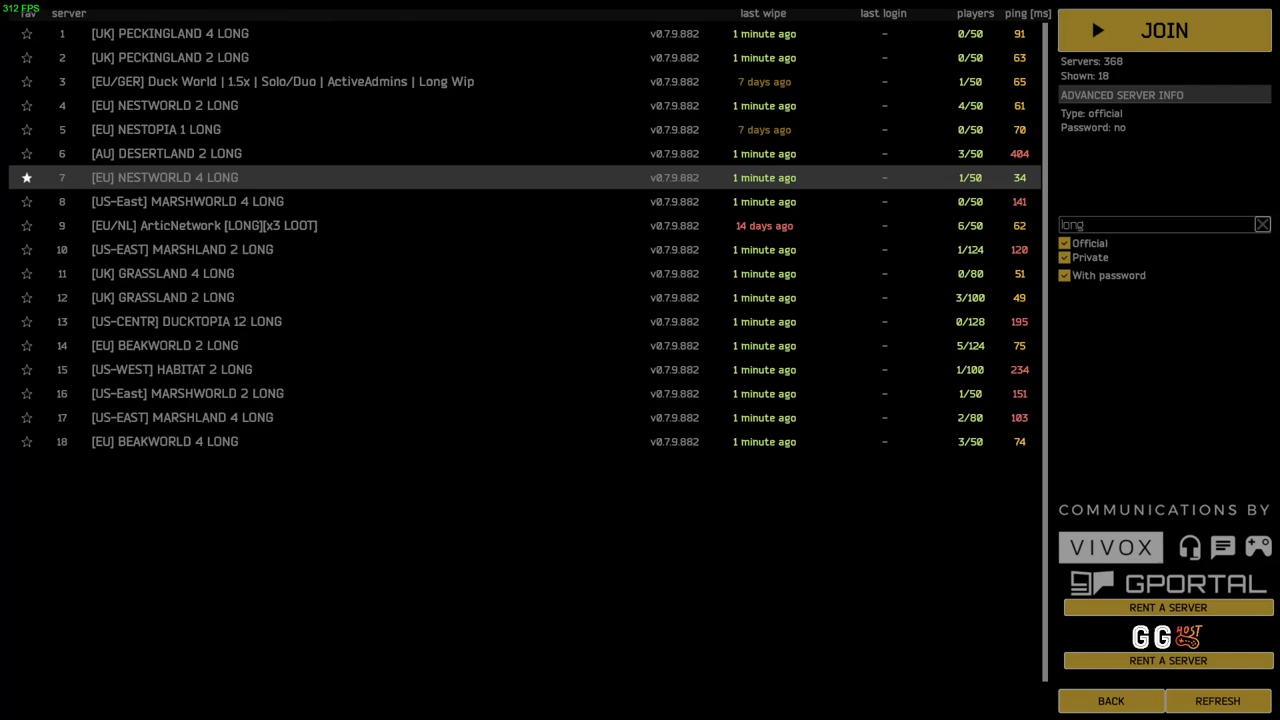 312 FPS
fav server last wipe last login players ping [ms]
1 [UK] PECKINGLAND 4 LONG v0.7.9.882 1 minute ago - 0/50 91
2 [UK] PECKINGLAND 2 LONG v0.7.9.882 1 minute ago - 0/50 63
3 [EU/GER] Duck World | 1.5x | Solo/Duo | ActiveAdmins | Long Wip v0.7.9.882 7 days ago - 1/50 65
4 [EU] NESTWORLD 2 LONG v0.7.9.882 1 minute ago - 4/50 61
5 [EU] NESTOPIA 1 LONG v0.7.9.882 7 days ago - 0/50 70
6 [AU] DESERTLAND 2 LONG v0.7.9.882 1 minute ago - 3/50 404
7 [EU] NESTWORLD 4 LONG v0.7.9.882 1 minute ago - 1/50 34
8 [US-East] MARSHWORLD 4 LONG v0.7.9.882 1 minute ago - 0/50 141
9 [EU/NL] ArticNetwork [LONG][x3 LOOT] v0.7.9.882 14 days ago - 6/50 62
10 [US-EAST] MARSHLAND 2 LONG v0.7.9.882 1 minute ago - 1/124 120
11 [UK] GRASSLAND 4 LONG v0.7.9.882 1 minute ago - 0/80 51
12 [UK] GRASSLAND 2 LONG v0.7.9.882 1 minute ago - 3/100 49
13 [US-CENTR] DUCKTOPIA 12 LONG v0.7.9.882 1 minute ago - 0/128 195
14 [EU] BEAKWORLD 2 LONG v0.7.9.882 1 minute ago - 5/124 75
15 [US-WEST] HABITAT 2 LONG v0.7.9.882 1 minute ago - 1/100 234
16 [US-East] MARSHWORLD 2 LONG v0.7.9.882 1 minute ago - 1/50 151
17 [US-EAST] MARSHLAND 4 LONG v0.7.9.882 1 minute ago - 2/80 103
18 [EU] BEAKWORLD 4 LONG v0.7.9.882 1 minute ago - 3/50 74
JOIN
Servers: 368
Shown: 18
ADVANCED SERVER INFO
Type: official
Password: no
long
Official
Private
With password
COMMUNICATIONS BY
VIVOX
GPORTAL
RENT A SERVER
GG HOST
RENT A SERVER
BACK REFRESH